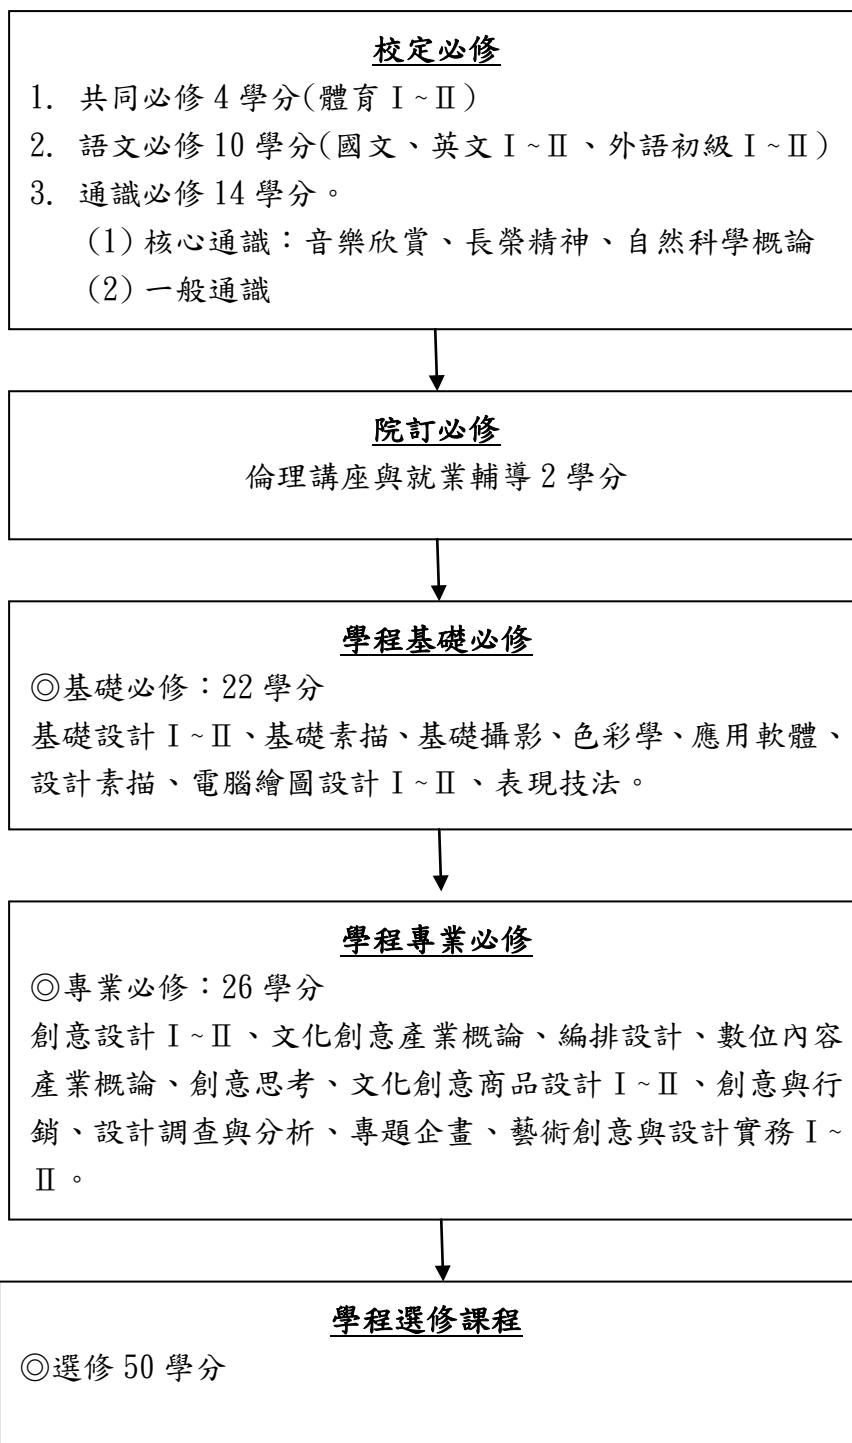 校定必修
1. 共同必修 4 學分(體育Ⅰ~Ⅱ)
2. 語文必修 10 學分(國文、英文Ⅰ~Ⅱ、外語初級Ⅰ~Ⅱ)
3. 通識必修 14 學分。
(1)核心通識：音樂欣賞、長榮精神、自然科學概論
(2)一般通識
院訂必修
倫理講座與就業輔導 2 學分
學程基礎必修
◎基礎必修：22 學分
基礎設計Ⅰ~Ⅱ、基礎素描、基礎攝影、色彩學、應用軟體、
設計素描、電腦繪圖設計Ⅰ~Ⅱ、表現技法。
學程專業必修
◎專業必修：26 學分
創意設計Ⅰ~Ⅱ、文化創意產業概論、編排設計、數位內容
產業概論、創意思考、文化創意商品設計Ⅰ~Ⅱ、創意與行
銷、設計調查與分析、專題企畫、藝術創意與設計實務Ⅰ~
Ⅱ。
學程選修課程
◎選修 50 學分